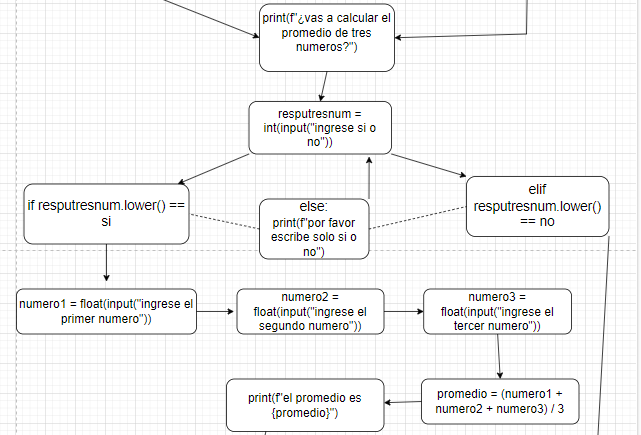 print(f"¿vas a calcular el
promedio de tres
numeros?")
resputresnum =
int(input("ingrese si o
no"))
if resputresnum.lower() ==
si
else:
print(f"por favor
escribe solo si o
no")
elif
resputresnum.lower()
== no
numero1 = float(input("ingrese el
primer numero"))
numero2 =
float(input("ingrese el
segundo numero"))
numero3 =
float(input("ingrese el
tercer numero"))
print(f"el promedio es
{promedio}")
promedio = (numero1 +
numero2 + numero3) / 3